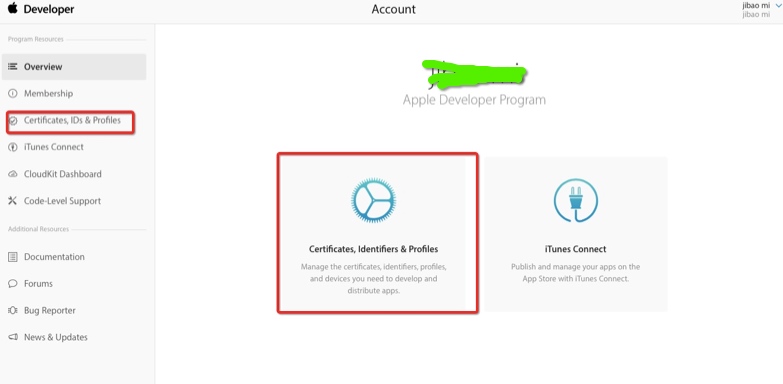 Developer
Account
jibao mi
jibao mi
Program Resources
Overview
Membership
Certificates, IDs & Profiles
iTunes Connect
CloudKit Dashboard
Code-Level Support
Additional Resources
Documentation
Forums
Bug Reporter
News & Updates
Apple Developer Program
Certificates, Identifiers & Profiles
Manage the certificates, identifiers, profiles,
and devices you need to develop and
distribute apps.
iTunes Connect
Publish and manage your apps on the
App Store with iTunes Connect.